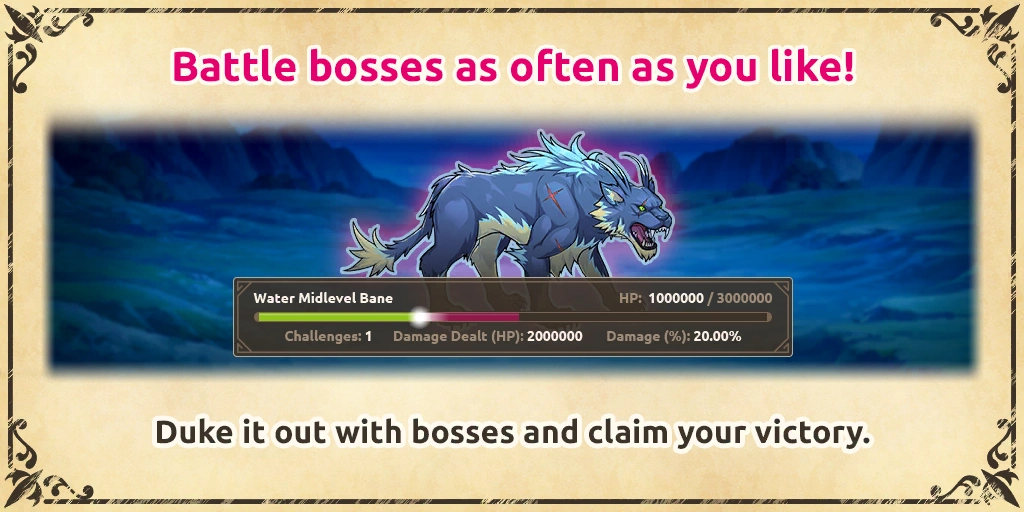 Battle bosses as often as you like!
Water Midlevel Bane HP: 1000000 / 3000000
Challenges: 1 Damage Dealt (HP): 2000000 Damage (%): 20.00%
Duke it out with bosses and claim your victory.